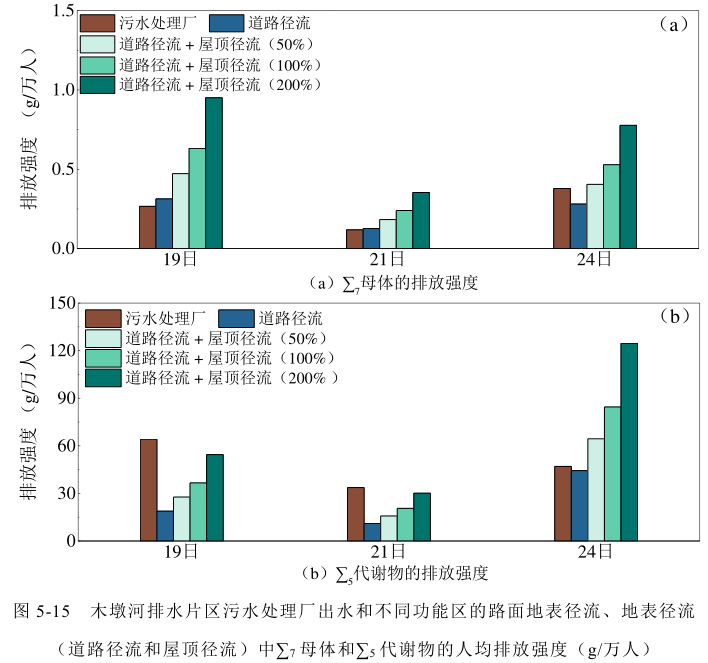 1.5
(a)
污水处理厂 道路径流
道路径流 + 屋顶径流（50%）
道路径流 + 屋顶径流（100%）
道路径流 + 屋顶径流（200%）
1.0
0.5
0.0
排放强度 （g/万人）
19日 21日 24日
（a）∑₇母体的排放强度
150
（b）
污水处理厂 道路径流
道路径流 + 屋顶径流（50%）
道路径流 + 屋顶径流（100%）
道路径流 + 屋顶径流（200% ）
120
90
60
30
0
排放强度 （g/万人）
19日 21日 24日
（b）∑₅代谢物的排放强度
图 5-15 木墩河排水片区污水处理厂出水和不同功能区的路面地表径流、地表径流
（道路径流和屋顶径流）中∑₇母体和∑₅代谢物的人均排放强度（g/万人）